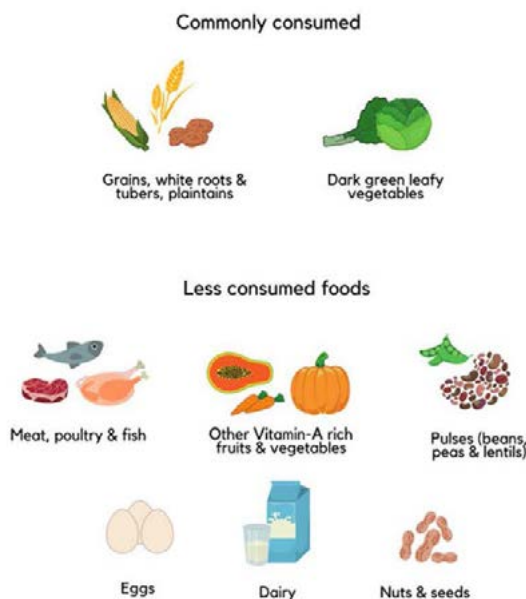 Commonly consumed
Grains, white roots &
tubers, plaintains
Dark green leafy
vegetables
Less consumed foods
Meat, poultry & fish
Other Vitamin-A rich
fruits & vegetables
Pulses (beans,
peas & lentils)
Eggs
Dairy
Nuts & seeds